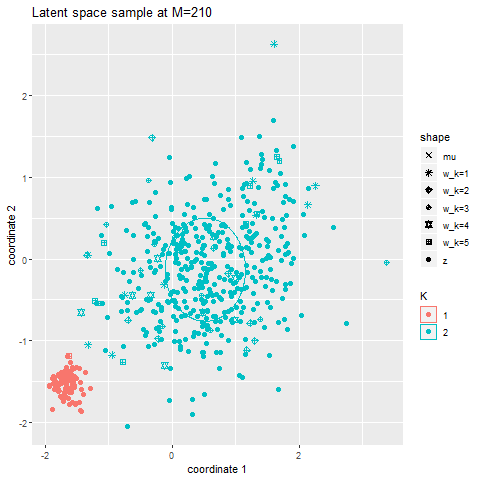 Latent space sample at M=210
2
1
0
-1
-2
coordinate 2
-2
0
2
coordinate 1
shape
mu
w_k=1
w_k=2
w_k=3
w_k=4
w_k=5
z
K
1
2